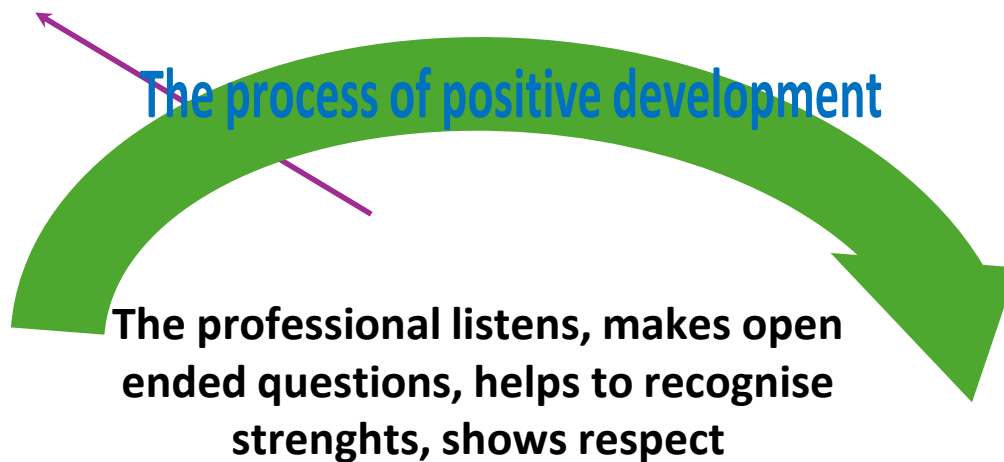 The process of positive development
The professional listens, makes open
ended questions, helps to recognise
strenghts, shows respect